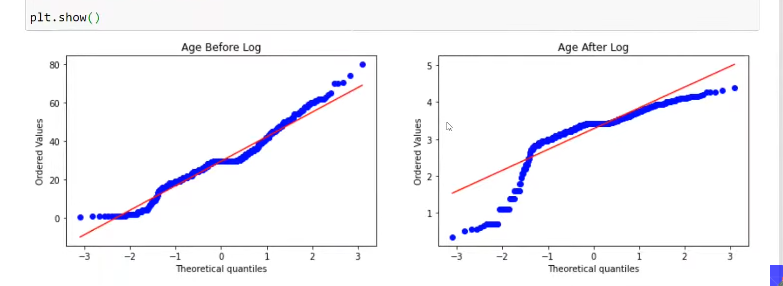 plt.show()
Age Before Log
Ordered Values
80
60
40
20
0
−3 −2 −1 0 1 2 3
Theoretical quantiles
Age After Log
Ordered Values
5
4
3
2
1
−3 −2 −1 0 1 2 3
Theoretical quantiles